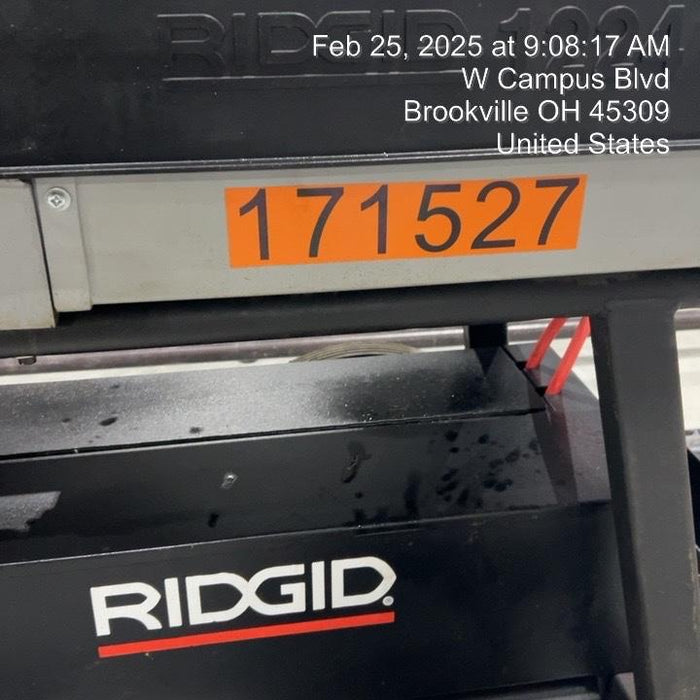 RIDGID 1224
Feb 25, 2025 at 9:08:17 AM
W Campus Blvd
Brookville OH 45309
United States
171527
RIDGID